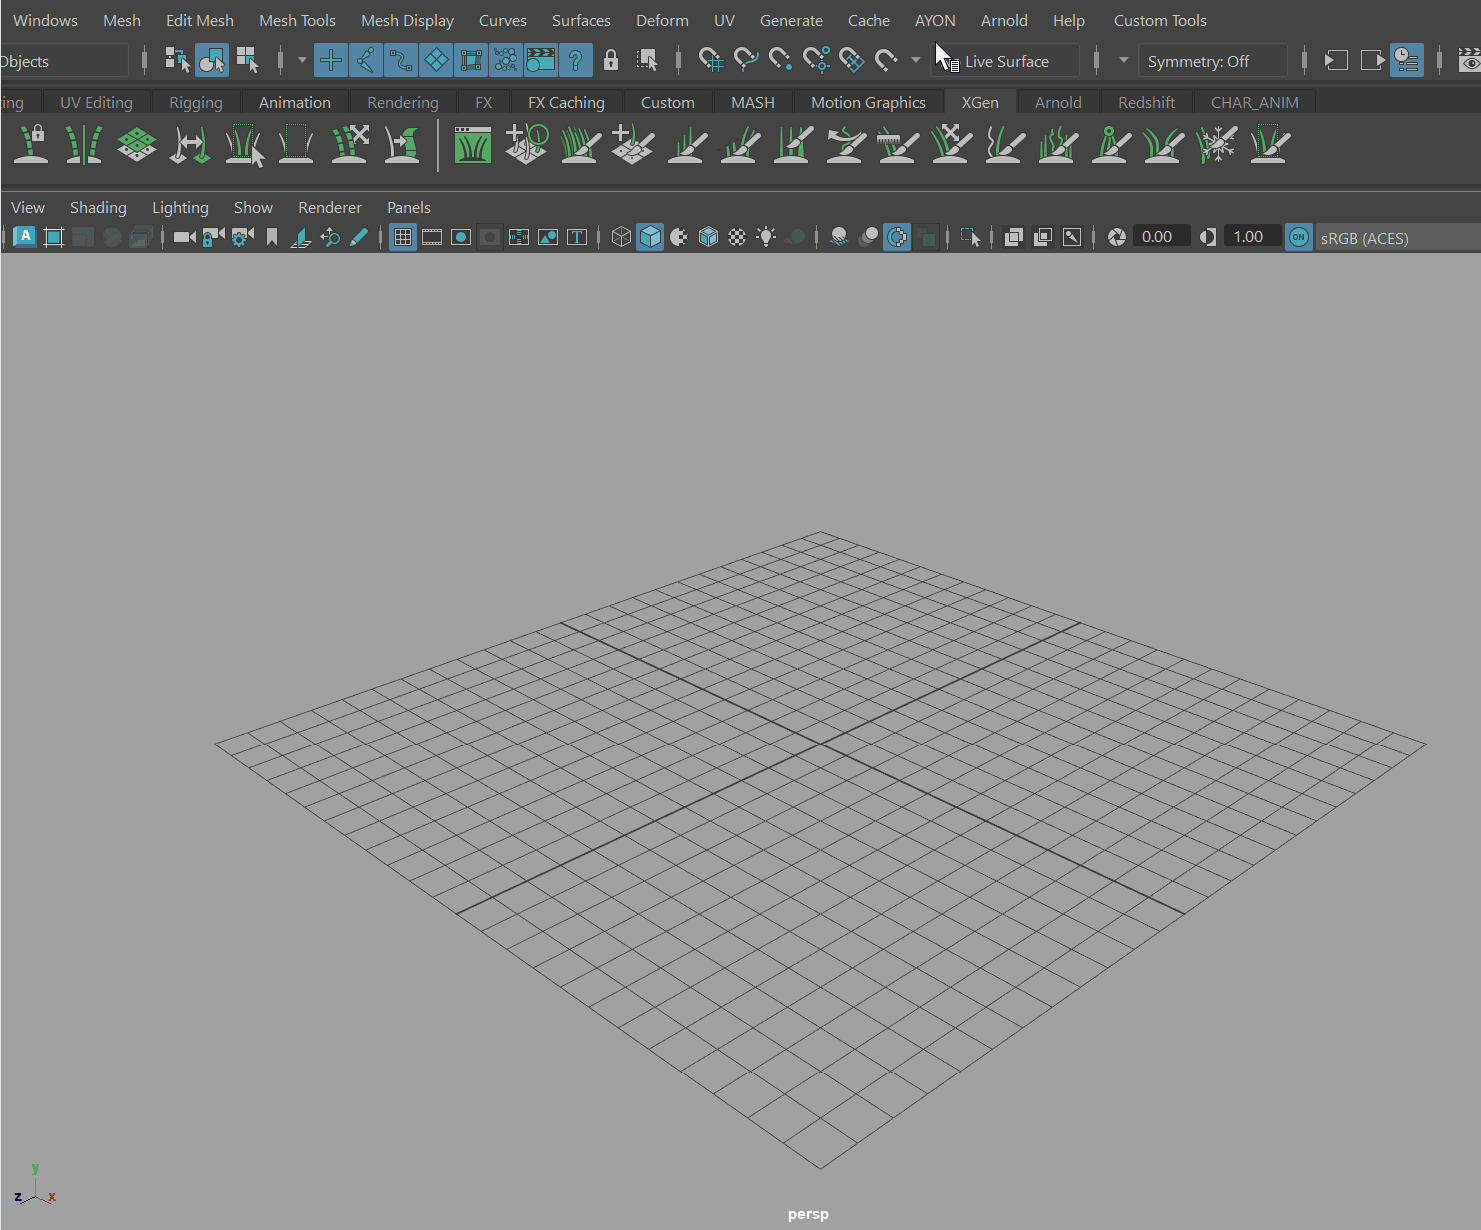 Windows Mesh Edit Mesh Mesh Tools Mesh Display Curves Surfaces Deform UV Generate Cache AYON Arnold Help Custom Tools
Objects Live Surface Symmetry: Off
ing UV Editing Rigging Animation Rendering FX FX Caching Custom MASH Motion Graphics XGen Arnold Redshift CHAR_ANIM
View Shading Lighting Show Renderer Panels
A T 0.00 1.00 ON sRGB (ACES)
y
z x
persp